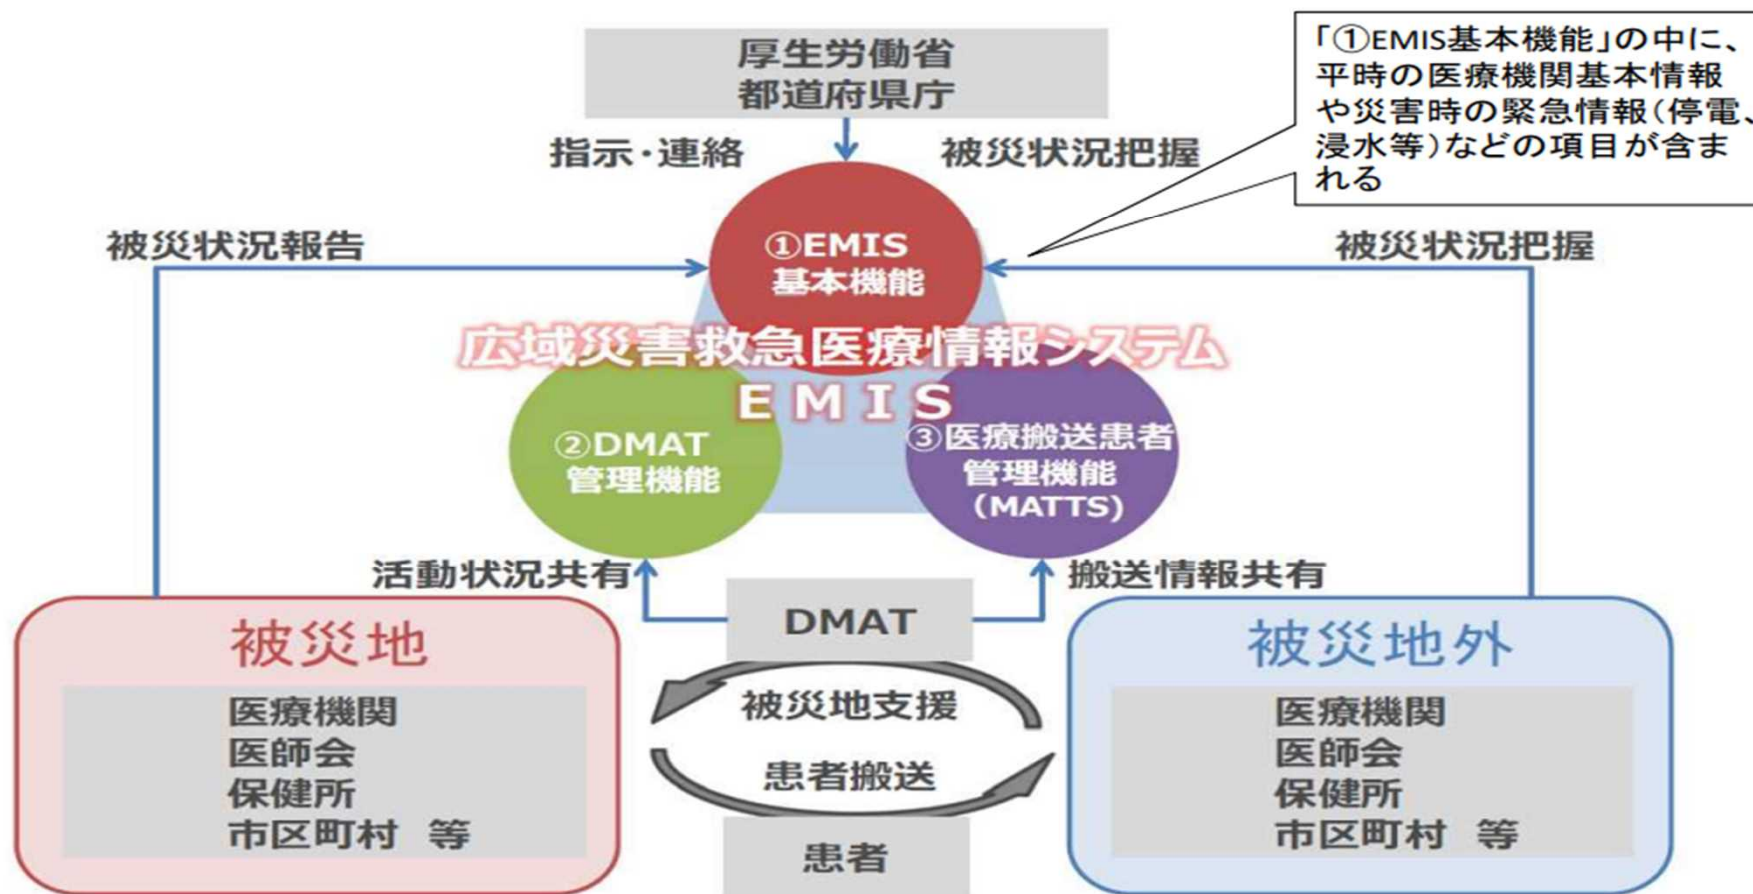 厚生労働省
都道府県庁
「①EMIS基本機能」の中に、
平時の医療機関基本情報
や災害時の緊急情報(停電、
浸水等)などの項目が含ま
れる
指示・連絡
被災状況把握
被災状況報告
被災状況把握
①EMIS
基本機能
広域災害救急医療情報システム
EMIS
②DMAT
管理機能
③医療搬送患者
管理機能
(MATTS)
活動状況共有
搬送情報共有
DMAT
被災地
医療機関
医師会
保健所
市区町村 等
被災地支援
患者搬送
患者
被災地外
医療機関
医師会
保健所
市区町村 等